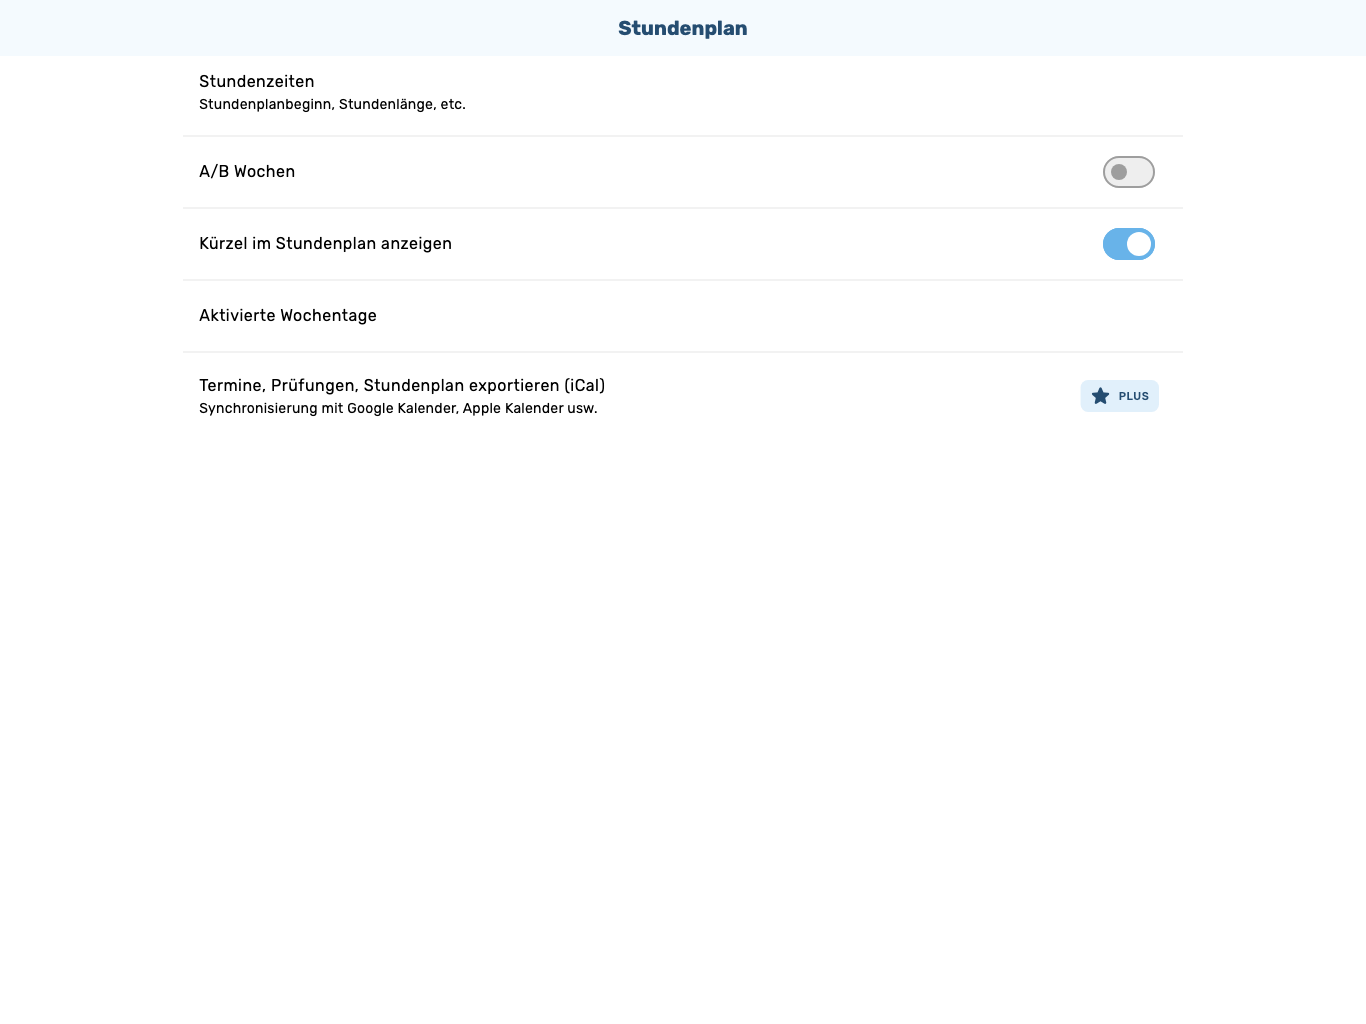 Stundenplan
Stundenzeiten
Stundenplanbeginn, Stundenlänge, etc.
A/B Wochen
Kürzel im Stundenplan anzeigen
Aktivierte Wochentage
Termine, Prüfungen, Stundenplan exportieren (iCal)
Synchronisierung mit Google Kalender, Apple Kalender usw.
PLUS